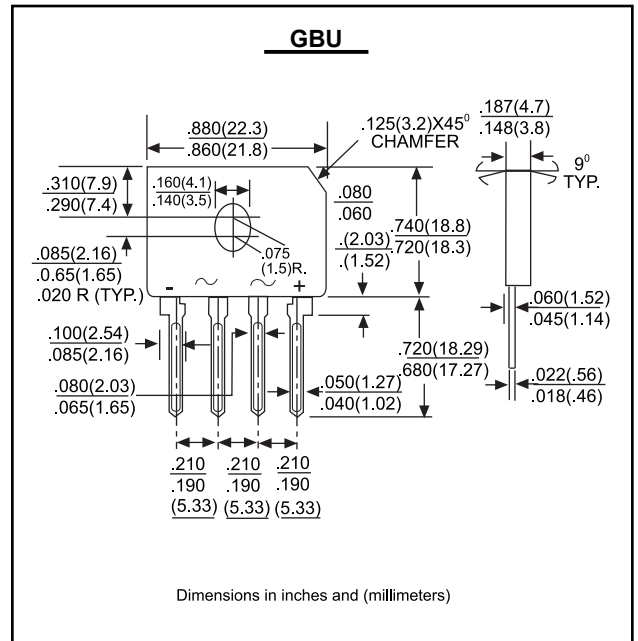 GBU
.880(22.3)
.860(21.8)
.125(3.2)X45⁰
CHAMFER
.187(4.7)
.148(3.8)
9⁰
TYP.
.310(7.9)
.290(7.4)
.160(4.1)
.140(3.5)
.080
.060
.(2.03)
.(1.52)
.740(18.8)
.720(18.3)
.075
(1.5)R.
.085(2.16)
.0.65(1.65)
.020 R (TYP.)
- ~ ~ +
.100(2.54)
.085(2.16)
.080(2.03)
.065(1.65)
.050(1.27)
.040(1.02)
.720(18.29)
.680(17.27)
.060(1.52)
.045(1.14)
.022(.56)
.018(.46)
.210 .210 .210
.190 .190 .190
(5.33) (5.33) (5.33)
Dimensions in inches and (millimeters)